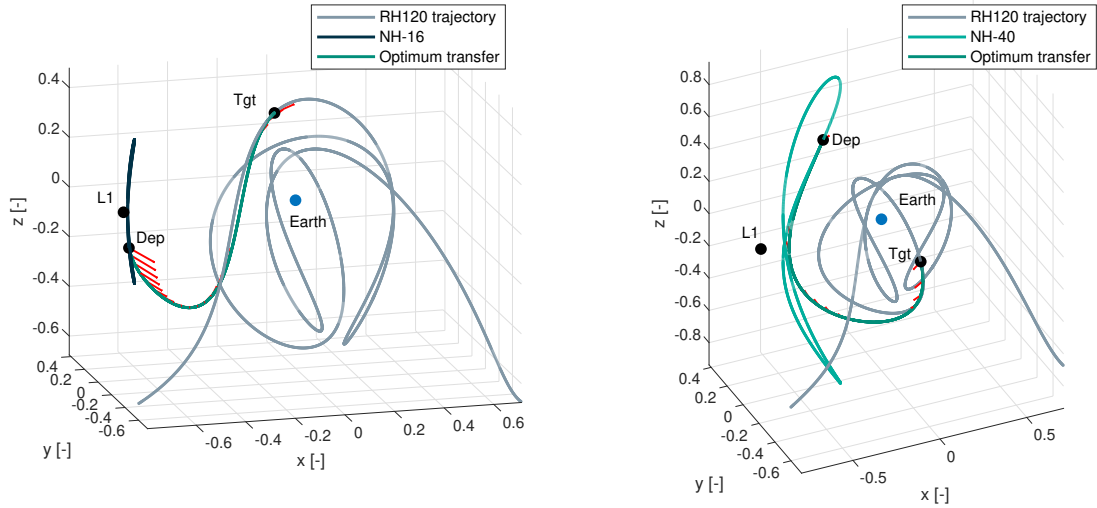 RH120 trajectory
NH-16
Optimum transfer
0.4
0.2
0
-0.2
-0.4
-0.6
z [-]
Tgt
L1
Dep
Earth
0.4
0.2
0
-0.2
-0.4
-0.6
y [-]
-0.6
-0.4
-0.2
0
0.2
0.4
0.6
x [-]
RH120 trajectory
NH-40
Optimum transfer
0.8
0.6
0.4
0.2
0
-0.2
-0.4
-0.6
-0.8
z [-]
Dep
Earth
L1
Tgt
0.4
0.2
0
-0.2
-0.4
-0.6
y [-]
-0.5
0
0.5
x [-]